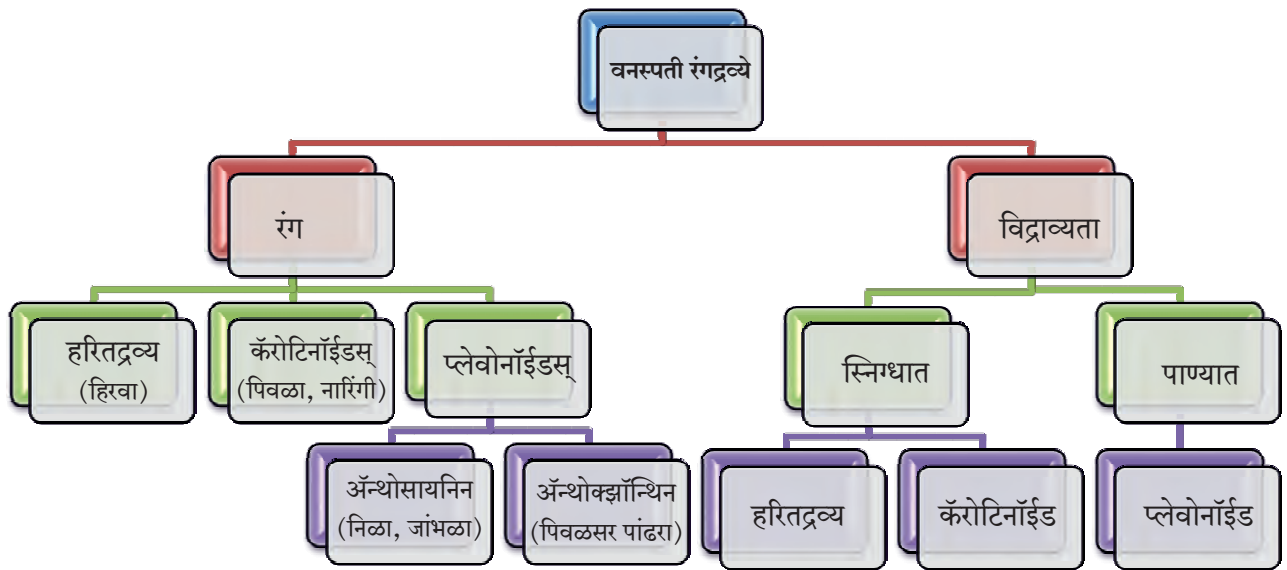 वनस्पती रंगद्रव्ये
रंग
विद्राव्यता
हरितद्रव्य
(हिरवा)
कॅरोटिनॉईडस्
(पिवळा, नारिंगी)
प्लेवोनॉईडस्
स्निग्धात
पाण्यात
ॲन्थोसायनिन
(निळा, जांभळा)
ॲन्थोक्झॉन्थिन
(पिवळसर पांढरा)
हरितद्रव्य
कॅरोटिनॉईड
प्लेवोनॉईड